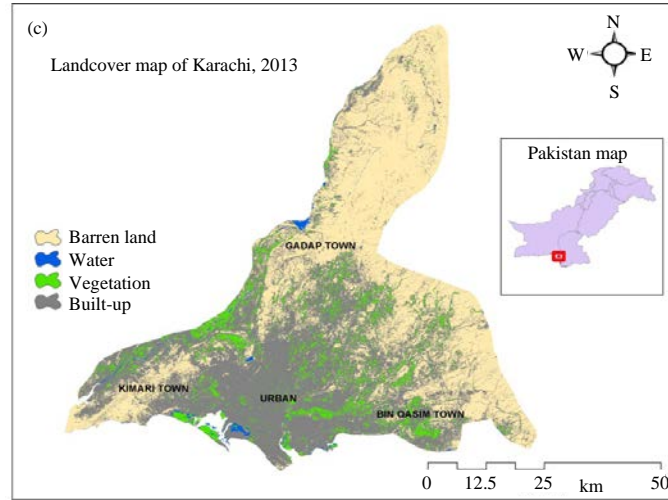 (c)
Landcover map of Karachi, 2013
N
W E
S
Pakistan map
Barren land
Water
Vegetation
Built-up
GADAP TOWN
KIMARI TOWN
URBAN
BIN QASIM TOWN
0 12.5 25 50
km